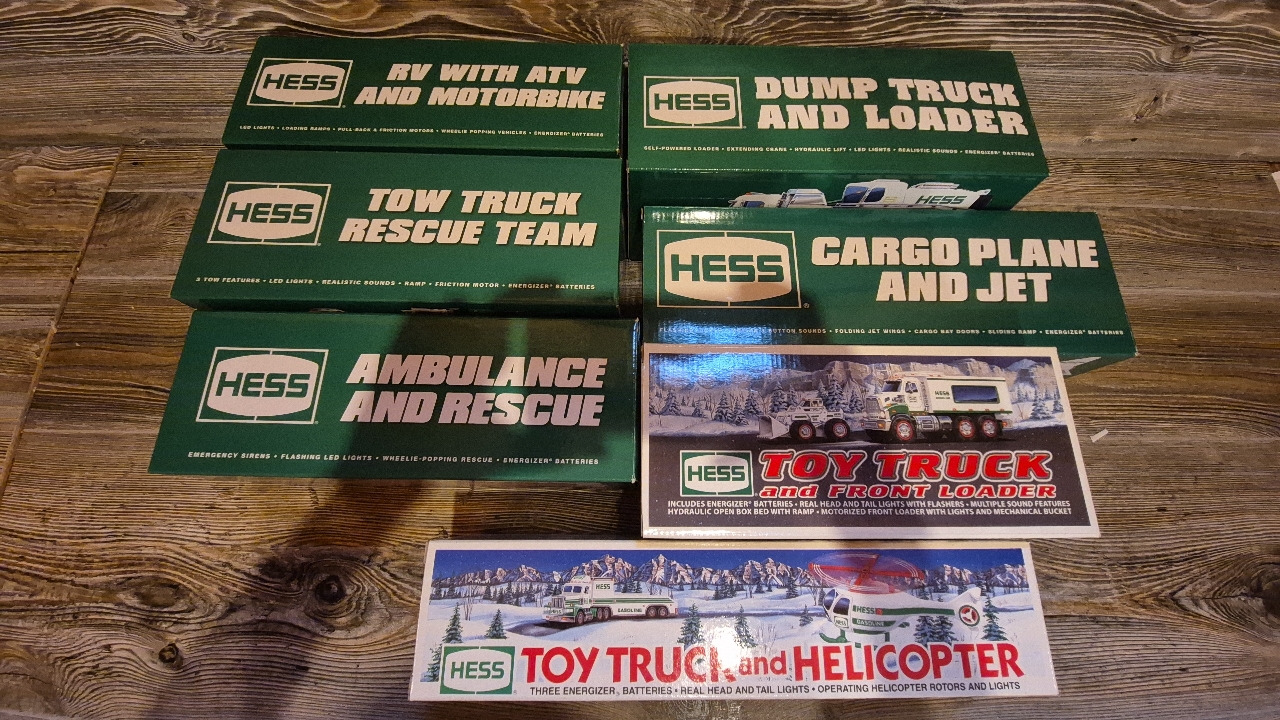 HESS
RV WITH ATV
AND MOTORBIKE
LED LIGHTS • LOADING RAMPS • PULL-BACK & FRICTION MOTORS • WHEELIE POPPING VEHICLES • ENERGIZER® BATTERIES
HESS
DUMP TRUCK
AND LOADER
SELF-POWERED LOADER • EXTENDING CRANE • HYDRAULIC LIFT • LED LIGHTS • REALISTIC SOUNDS • ENERGIZER® BATTERIES
HESS
HESS
TOW TRUCK
RESCUE TEAM
3 TOW FEATURES • LED LIGHTS • REALISTIC SOUNDS • RAMP • FRICTION MOTOR • ENERGIZER® BATTERIES
HESS®
CARGO PLANE
AND JET
BUTTON SOUNDS • FOLDING JET WINGS • CARGO BAY DOORS • SLIDING RAMP • ENERGIZER® BATTERIES
HESS
AMBULANCE
AND RESCUE
EMERGENCY SIRENS • FLASHING LED LIGHTS • WHEELIE-POPPING RESCUE • ENERGIZER® BATTERIES
HESS
HESS
TOY TRUCK
and FRONT LOADER
INCLUDES ENERGIZER® BATTERIES • REAL HEAD AND TAIL LIGHTS WITH FLASHERS • MULTIPLE SOUND FEATURES
HYDRAULIC OPEN BOX BED WITH RAMP • MOTORIZED FRONT LOADER WITH LIGHTS AND MECHANICAL BUCKET
HESS
GASOLINE
HESS
GASOLINE
HESS
HESS
TOY TRUCK and HELICOPTER
THREE ENERGIZER® BATTERIES • REAL HEAD AND TAIL LIGHTS • OPERATING HELICOPTER ROTORS AND LIGHTS